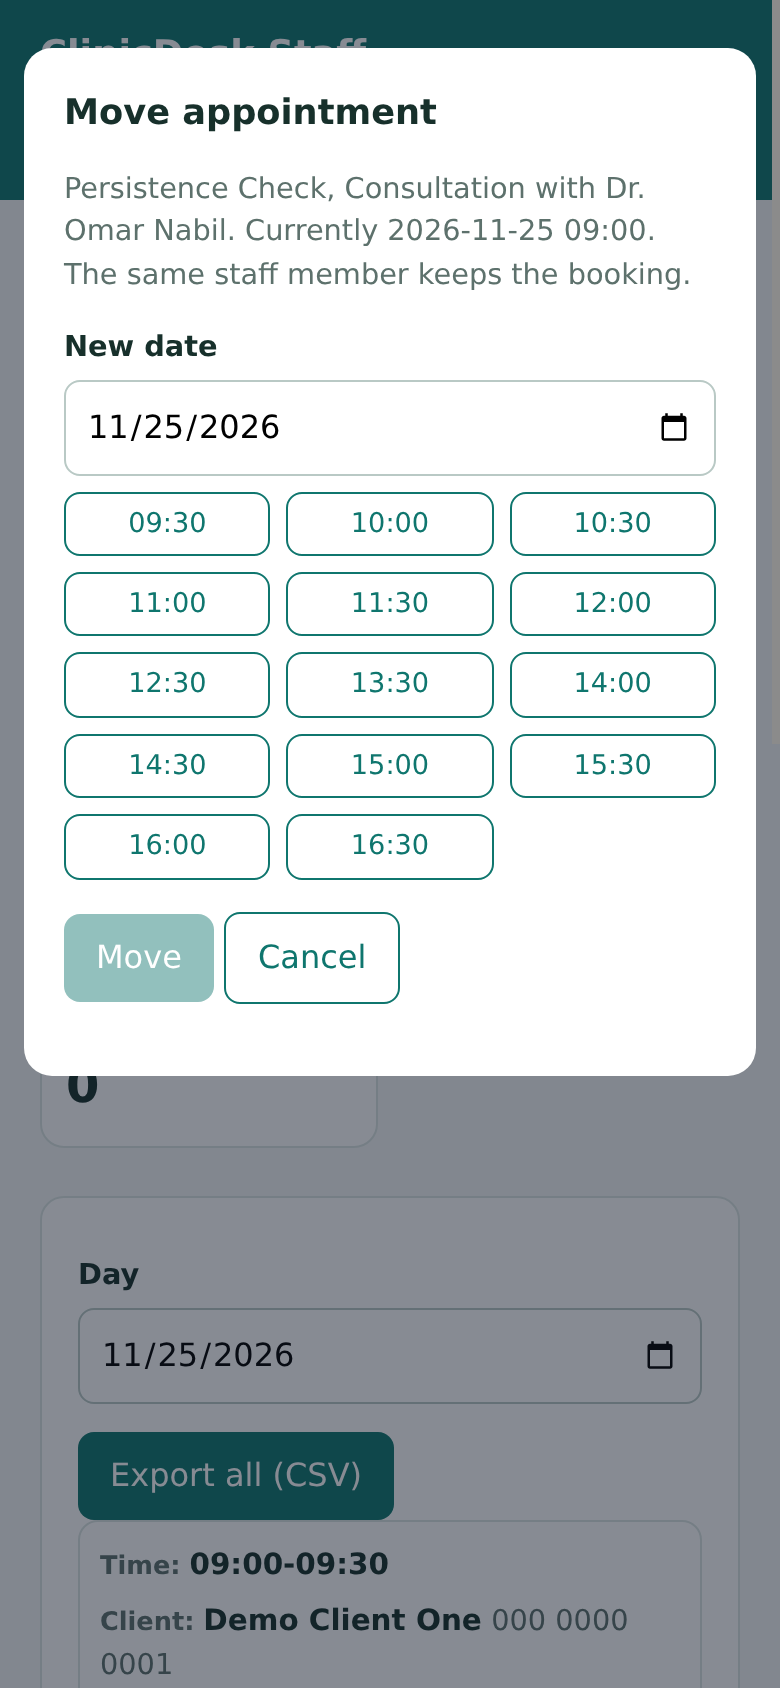 ClinicDesk Staff
Move appointment
Persistence Check, Consultation with Dr.
Omar Nabil. Currently 2026-11-25 09:00.
The same staff member keeps the booking.
New date
11/25/2026
09:30 10:00 10:30
11:00 11:30 12:00
12:30 13:30 14:00
14:30 15:00 15:30
16:00 16:30
Move Cancel
0
Day
11/25/2026
Export all (CSV)
Time: 09:00-09:30
Client: Demo Client One 000 0000
0001